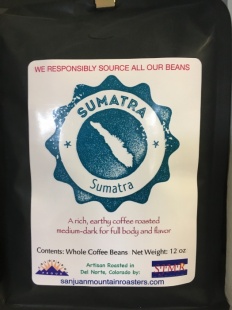 WE RESPONSIBLY SOURCE ALL OUR BEANS
SUMATRA
Sumatra
A rich, earthy coffee roasted
medium-dark for full body and flavor
Contents: Whole Coffee Beans Net Weight: 12 oz
Artisan Roasted in
Del Norte, Colorado by:
sanjuanmountainroasters.com